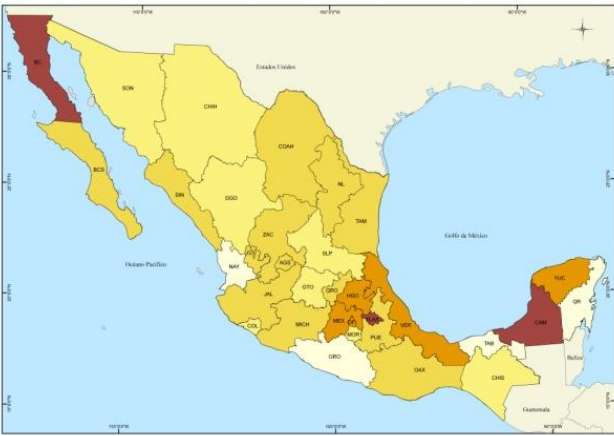 BC
SON
CHIH
Estados Unidos
COAH
BCS
SIN
DGO
NL
TAM
ZAC
SLP
Golfo de México
Océano Pacífico
NAY
AGS
JAL
GTO
QRO
HGO
YUC
QR
COL
MICH
MEX
DF
TLAX
MOR
PUE
VER
CAM
TAB
GRO
OAX
CHIS
Belice
Guatemala